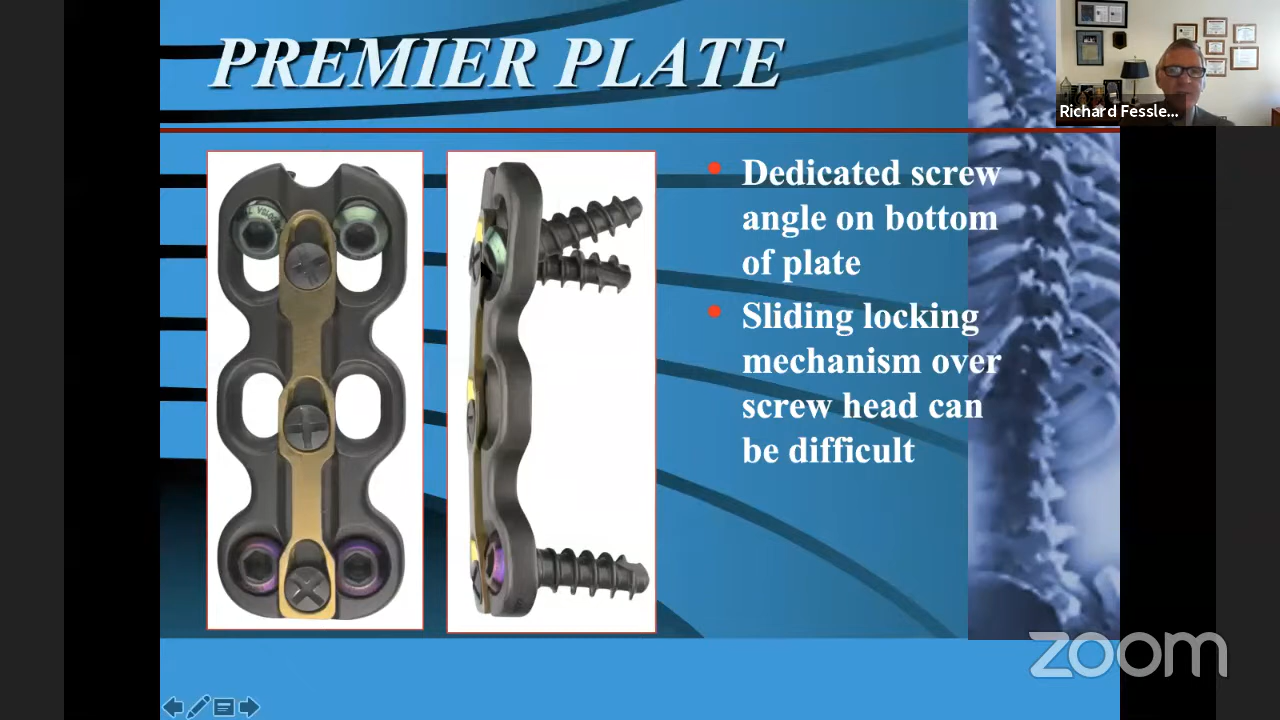 PREMIER PLATE
Richard Fessle...
Dedicated screw
angle on bottom
of plate
Sliding locking
mechanism over
screw head can
be difficult
zoom